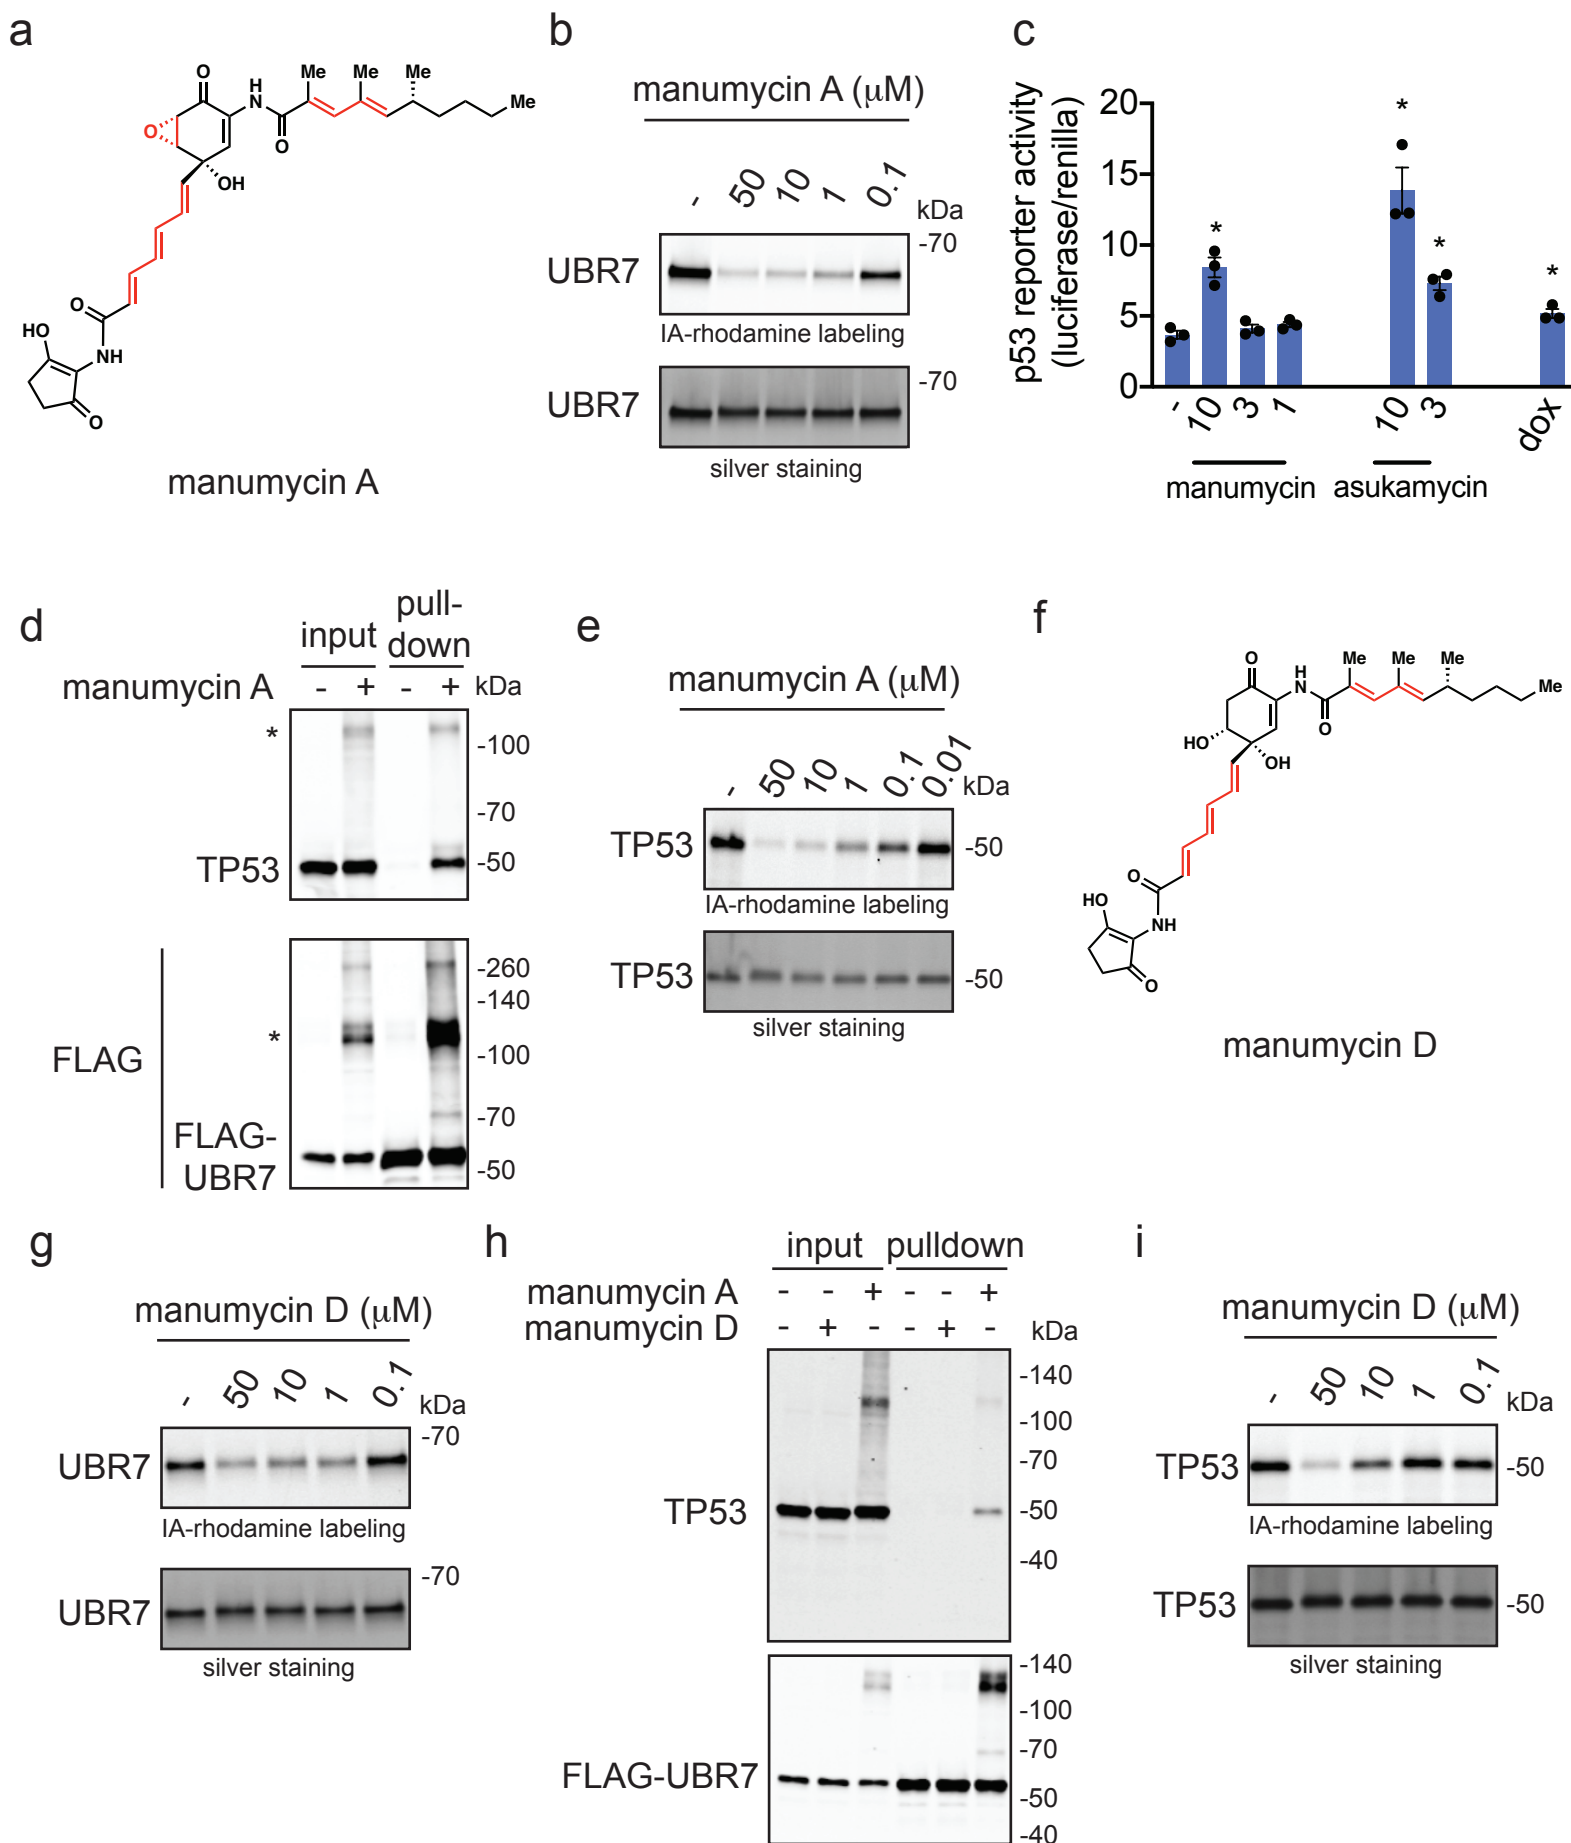 a
O
H
N
Me
Me
Me
Me
O
O
OH
O
HO
NH
O
manumycin A
b
manumycin A (μM)
- 50 10 1 0.1
kDa
-70
UBR7
IA-rhodamine labeling
-70
UBR7
silver staining
c
p53 reporter activity
(luciferase/renilla)
20
15
10
5
0
* * * *
- 10 3 1 10 3 dox
manumycin asukamycin
d
input pull-
down
manumycin A - + - + kDa
*
-100
-70
TP53 -50
FLAG
-260
-140
*
-100
-70
FLAG-
UBR7
-50
e
manumycin A (μM)
- 50 10 1 0.1 0.01
kDa
TP53 -50
IA-rhodamine labeling
TP53 -50
silver staining
f
O
H
N
Me
Me
Me
Me
O
HO
OH
O
HO
NH
O
manumycin D
g
manumycin D (μM)
- 50 10 1 0.1
kDa
-70
UBR7
IA-rhodamine labeling
-70
UBR7
silver staining
h
input pulldown
manumycin A - - + - - +
manumycin D - + - - + -
kDa
-140
-100
-70
TP53 -50
-40
-140
-100
-70
FLAG-UBR7
-50
-40
i
manumycin D (μM)
- 50 10 1 0.1
kDa
TP53 -50
IA-rhodamine labeling
TP53 -50
silver staining